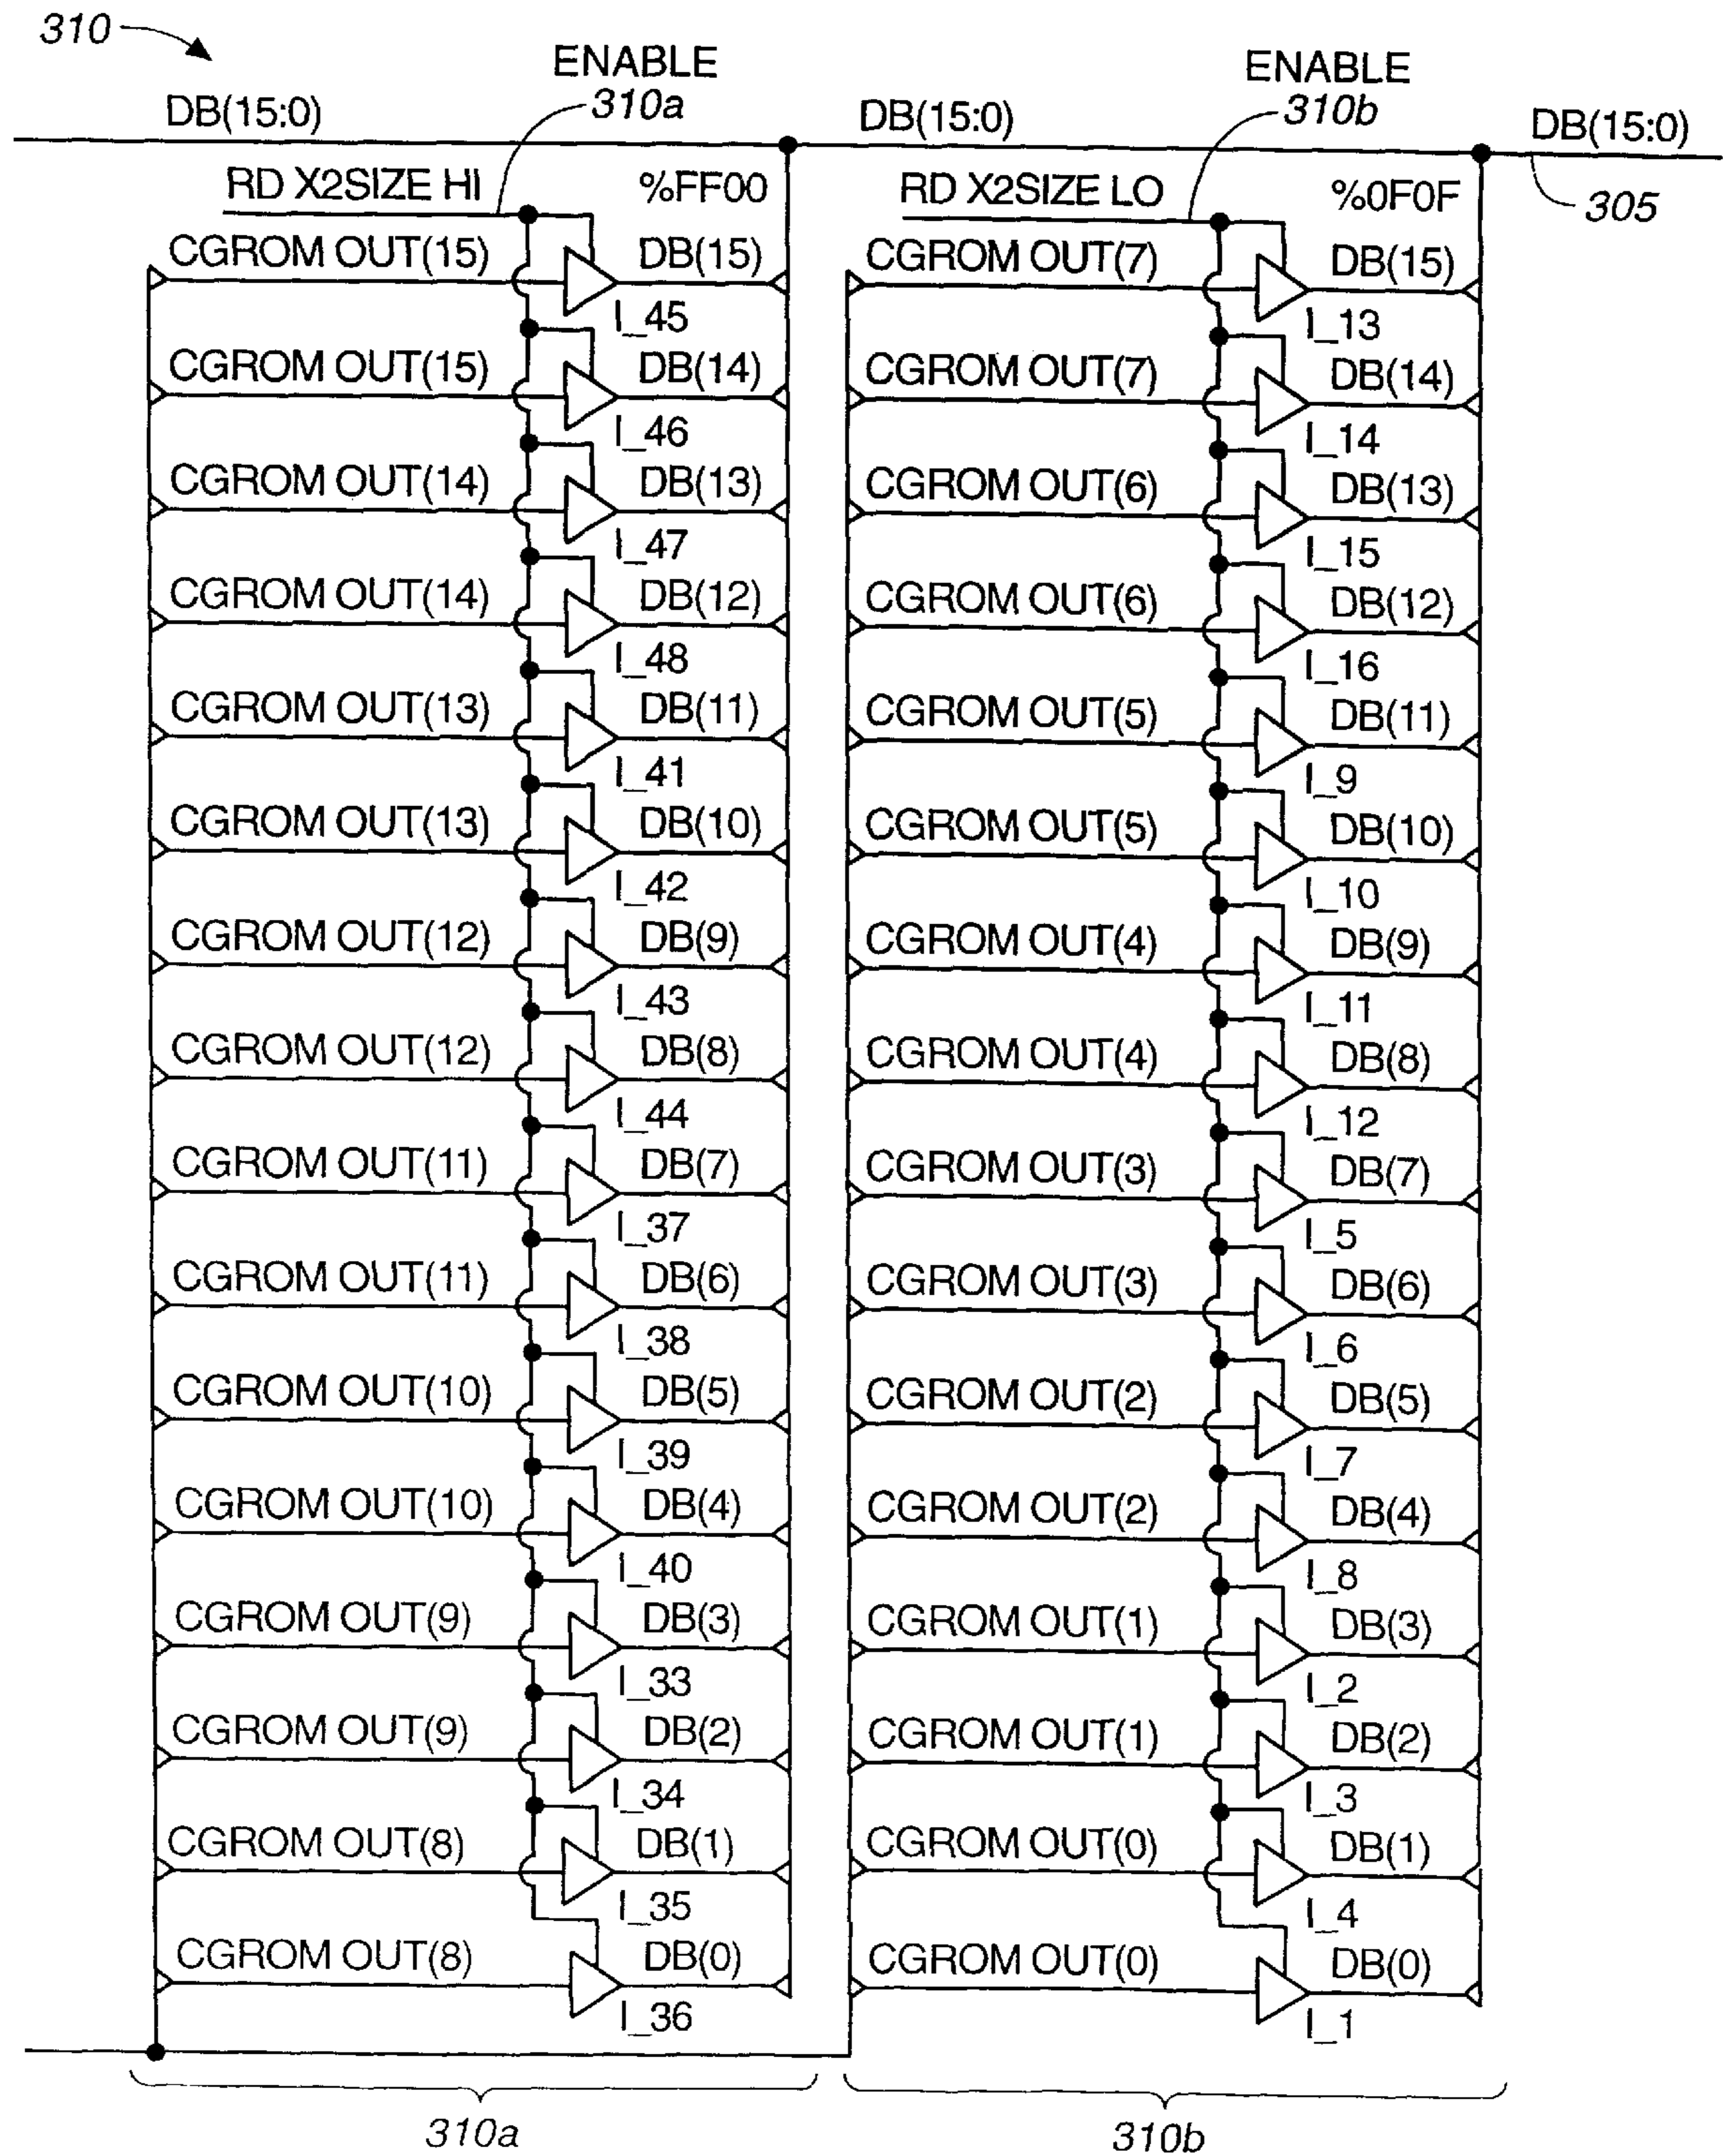 310
ENABLE
310a
ENABLE
310b
DB(15:0)
DB(15:0)
DB(15:0)
305
RD X2SIZE HI
%FF00
RD X2SIZE LO
%0F0F
CGROM OUT(15)
DB(15)
I_45
CGROM OUT(15)
DB(14)
I_46
CGROM OUT(14)
DB(13)
I_47
CGROM OUT(14)
DB(12)
I_48
CGROM OUT(13)
DB(11)
I_41
CGROM OUT(13)
DB(10)
I_42
CGROM OUT(12)
DB(9)
I_43
CGROM OUT(12)
DB(8)
I_44
CGROM OUT(11)
DB(7)
I_37
CGROM OUT(11)
DB(6)
I_38
CGROM OUT(10)
DB(5)
I_39
CGROM OUT(10)
DB(4)
I_40
CGROM OUT(9)
DB(3)
I_33
CGROM OUT(9)
DB(2)
I_34
CGROM OUT(8)
DB(1)
I_35
CGROM OUT(8)
DB(0)
I_36
310a
CGROM OUT(7)
DB(15)
I_13
CGROM OUT(7)
DB(14)
I_14
CGROM OUT(6)
DB(13)
I_15
CGROM OUT(6)
DB(12)
I_16
CGROM OUT(5)
DB(11)
I_9
CGROM OUT(5)
DB(10)
I_10
CGROM OUT(4)
DB(9)
I_11
CGROM OUT(4)
DB(8)
I_12
CGROM OUT(3)
DB(7)
I_5
CGROM OUT(3)
DB(6)
I_6
CGROM OUT(2)
DB(5)
I_7
CGROM OUT(2)
DB(4)
I_8
CGROM OUT(1)
DB(3)
I_2
CGROM OUT(1)
DB(2)
I_3
CGROM OUT(0)
DB(1)
I_4
CGROM OUT(0)
DB(0)
I_1
310b